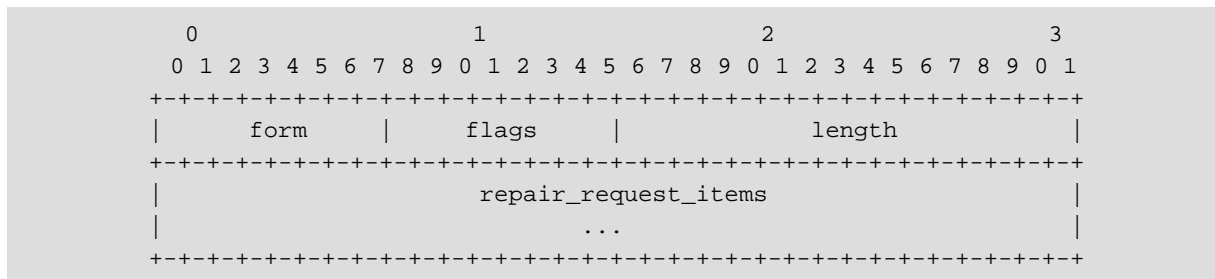 0                   1                   2                   3
0 1 2 3 4 5 6 7 8 9 0 1 2 3 4 5 6 7 8 9 0 1 2 3 4 5 6 7 8 9 0 1
+-+-+-+-+-+-+-+-+-+-+-+-+-+-+-+-+-+-+-+-+-+-+-+-+-+-+-+-+-+-+-+-+
|      form     |     flags     |             length            |
+-+-+-+-+-+-+-+-+-+-+-+-+-+-+-+-+-+-+-+-+-+-+-+-+-+-+-+-+-+-+-+-+
|                      repair_request_items                     |
|                              ...                              |
+-+-+-+-+-+-+-+-+-+-+-+-+-+-+-+-+-+-+-+-+-+-+-+-+-+-+-+-+-+-+-+-+